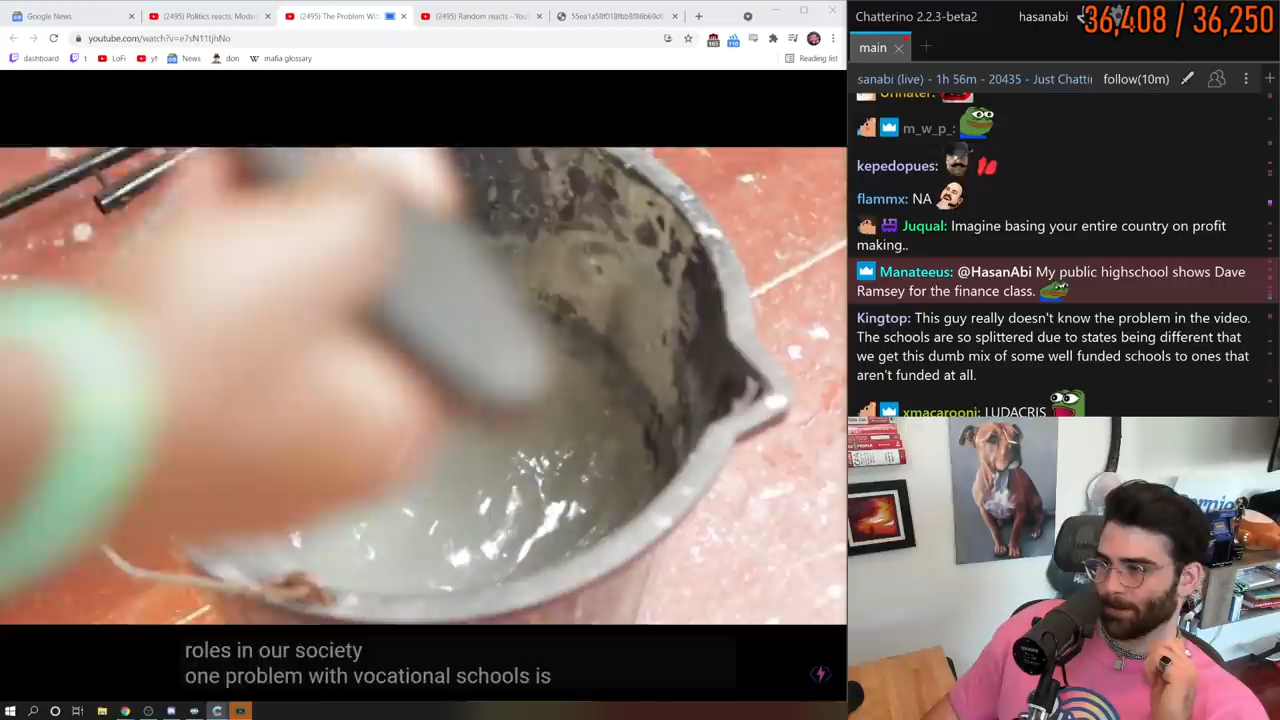 Google News
(2495) Politics reacts. Moder
(2495) The Problem Wit
(2495) Random reacts - You
55ea1a58f018fbb8f86b69d
youtube.com/watch?v=e7sN11tjhNo
dashboard
t
LoFi
yt
News
don
mafia glossary
Reading list
Chatterino 2.2.3-beta2
hasanabi
36,408 / 36,250
main
sanabi (live) - 1h 56m - 20435 - Just Chatti
follow(10m)
m_w_p_:
kepedopues:
flammx: NA
Juqual: Imagine basing your entire country on profit
making..
Manateeus: @HasanAbi My public highschool shows Dave
Ramsey for the finance class.
Kingtop: This guy really doesn't know the problem in the video.
The schools are so splittered due to states being different that
we get this dumb mix of some well funded schools to ones that
aren't funded at all.
xmacarooni: LUDACRIS
roles in our society
one problem with vocational schools is